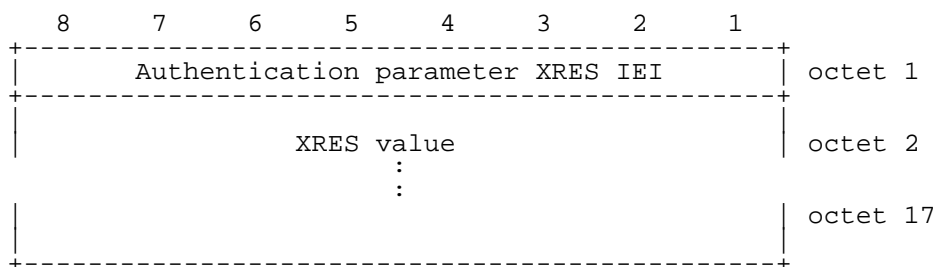 8 7 6 5 4 3 2 1
Authentication parameter XRES IEI octet 1
XRES value octet 2
:
:
octet 17